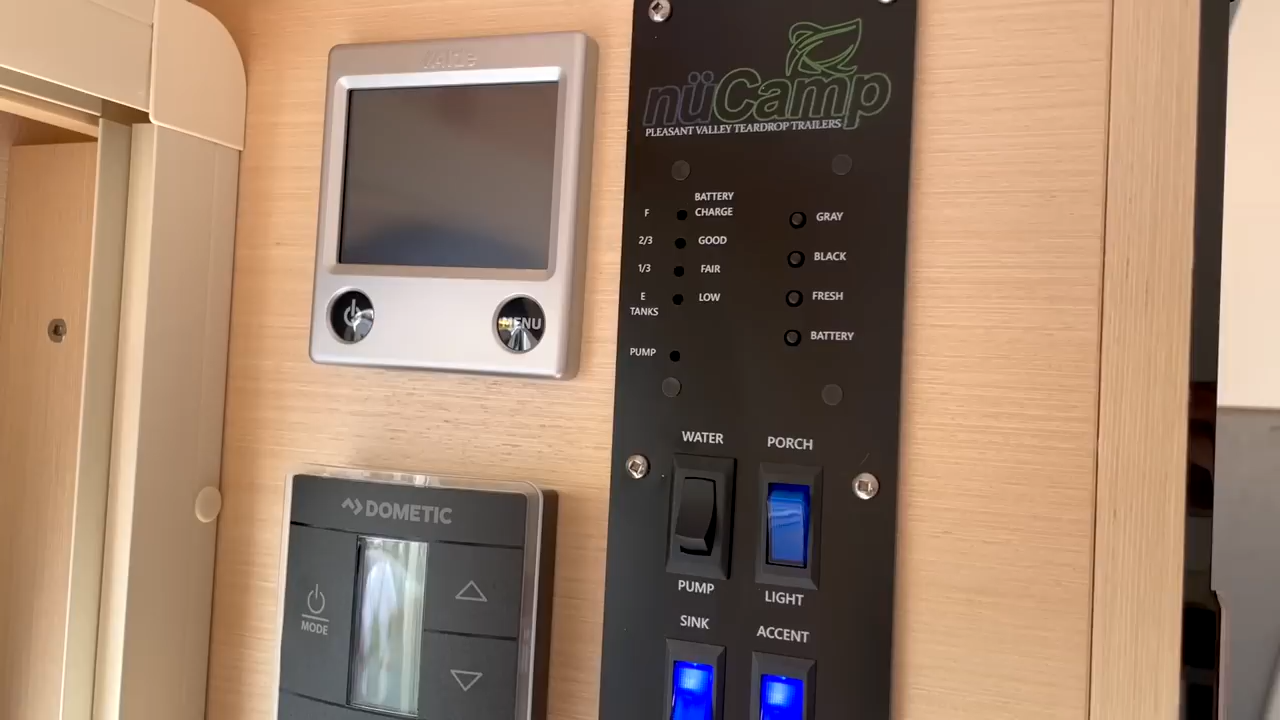 ALDE
MENU
DOMETIC
MODE
nüCamp
PLEASANT VALLEY TEARDROP TRAILERS
BATTERY
F CHARGE GRAY
2/3 GOOD BLACK
1/3 FAIR FRESH
E LOW BATTERY
TANKS
PUMP
WATER PORCH
PUMP LIGHT
SINK ACCENT